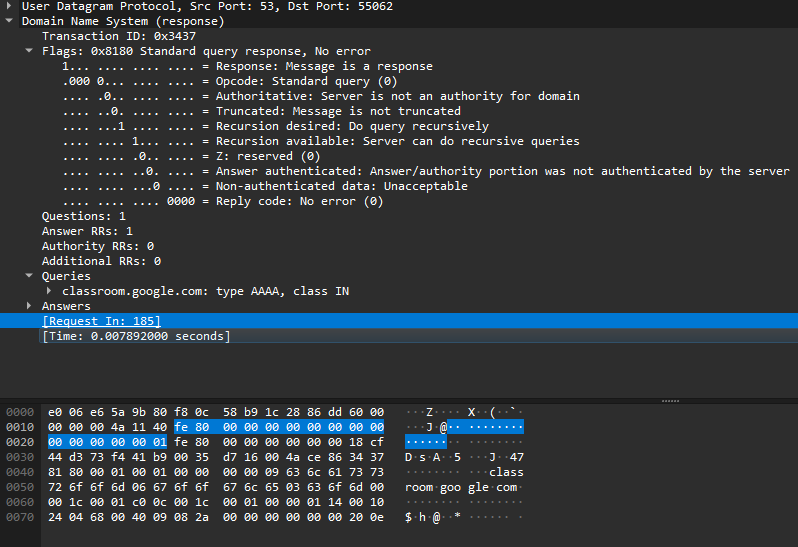 User Datagram Protocol, Src Port: 53, Dst Port: 55062
Domain Name System (response)
Transaction ID: 0x3437
Flags: 0x8180 Standard query response, No error
1... .... .... .... = Response: Message is a response
.000 0... .... .... = Opcode: Standard query (0)
.... .0.. .... .... = Authoritative: Server is not an authority for domain
.... ..0. .... .... = Truncated: Message is not truncated
.... ...1 .... .... = Recursion desired: Do query recursively
.... .... 1... .... = Recursion available: Server can do recursive queries
.... .... .0.. .... = Z: reserved (0)
.... .... ..0. .... = Answer authenticated: Answer/authority portion was not authenticated by the server
.... .... ...0 .... = Non-authenticated data: Unacceptable
.... .... .... 0000 = Reply code: No error (0)
Questions: 1
Answer RRs: 1
Authority RRs: 0
Additional RRs: 0
Queries
classroom.google.com: type AAAA, class IN
Answers
[Request In: 185]
[Time: 0.007892000 seconds]
0000 e0 06 e6 5a 9b 80 f8 0c 58 b9 1c 28 86 dd 60 00 ···Z···· X··(··`·
0010 00 00 00 4a 11 40 fe 80 00 00 00 00 00 00 00 00 ···J·@·· ········
0020 00 00 00 00 00 01 fe 80 00 00 00 00 00 00 18 cf ········ ········
0030 44 d3 73 f4 41 b9 00 35 d7 16 00 4a ce 86 34 37 D·s·A··5 ···J··47
0040 81 80 00 01 00 01 00 00 00 00 09 63 6c 61 73 73 ········ ···class
0050 72 6f 6f 6d 06 67 6f 6f 67 6c 65 03 63 6f 6d 00 room·goo gle·com·
0060 00 1c 00 01 c0 0c 00 1c 00 01 00 00 01 14 00 10 ········ ········
0070 24 04 68 00 40 09 08 2a 00 00 00 00 00 00 20 0e $·h·@··* ······ ·